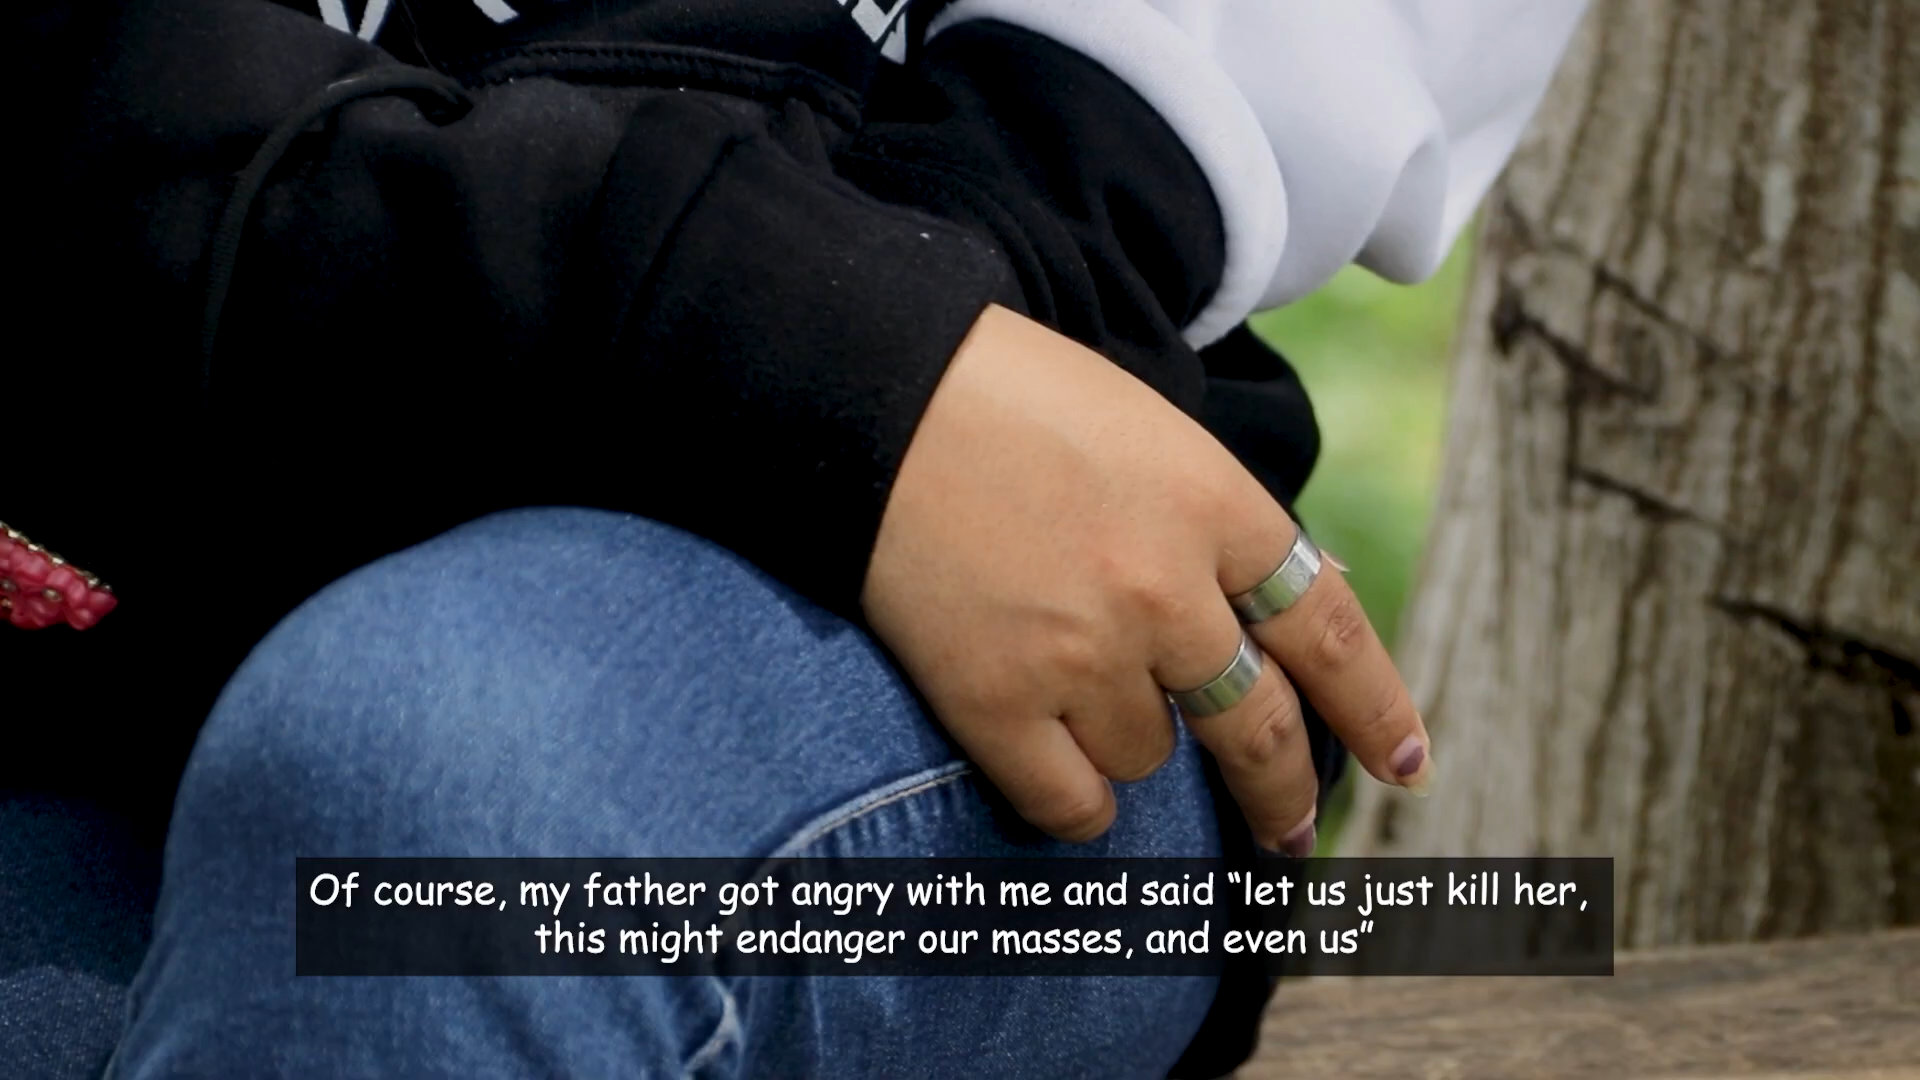 Of course, my father got angry with me and said “let us just kill her,
this might endanger our masses, and even us”